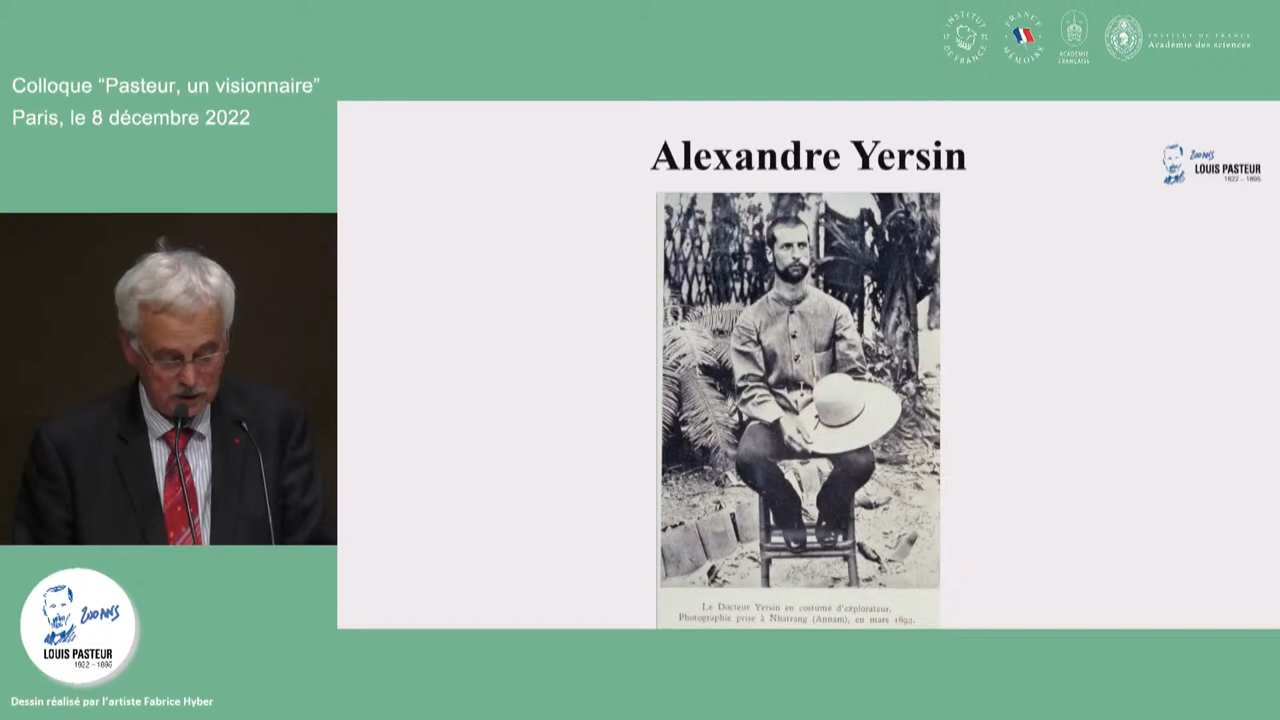 INSTITUT
DE FRANCE
FRANCE
MÉMOIRE
ACADÉMIE
FRANÇAISE
INSTITUT DE FRANCE
Académie des sciences
Colloque “Pasteur, un visionnaire”
Paris, le 8 décembre 2022
Alexandre Yersin
200 ANS
LOUIS PASTEUR
1822 – 1895
Le Docteur Yersin en costume d'explorateur.
Photographie prise à Nhatrang (Annam), en mars 1893.
200 ANS
LOUIS PASTEUR
1822 – 1895
Dessin réalisé par l'artiste Fabrice Hyber